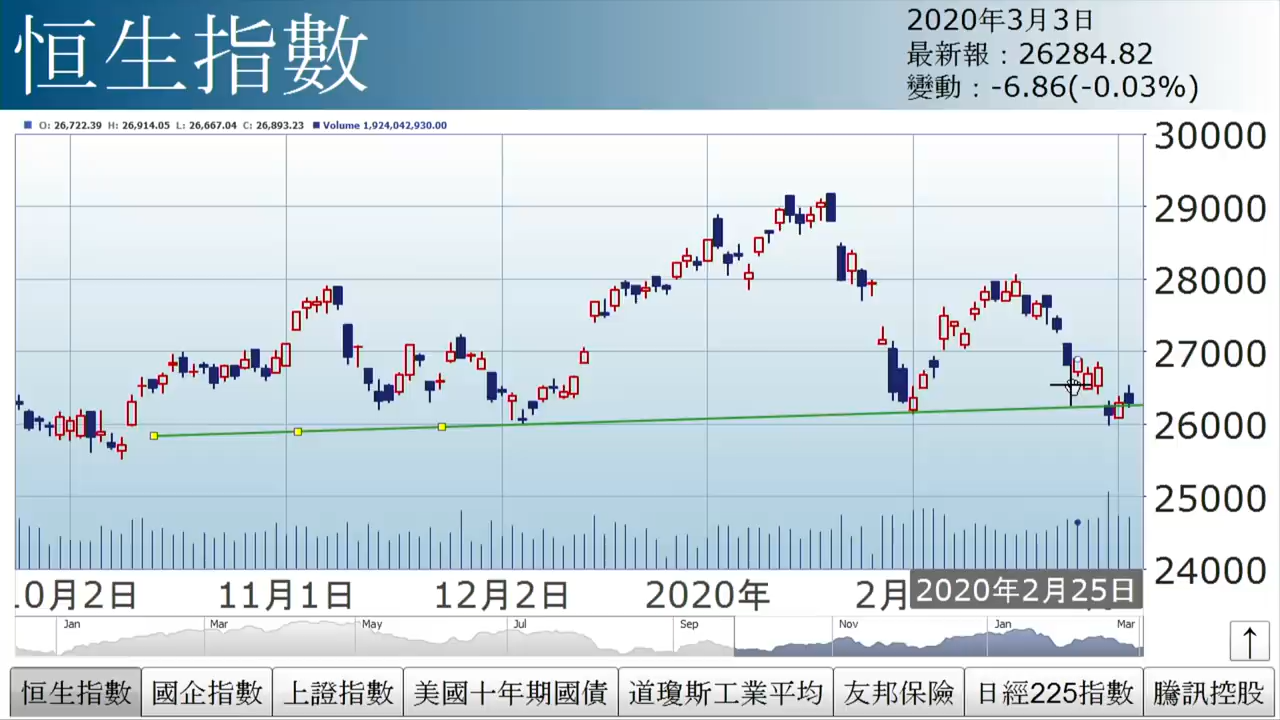 恒生指數
2020年3月3日
最新報：26284.82
變動：-6.86(-0.03%)
O: 26,722.39 H: 26,914.05 L: 26,667.04 C: 26,893.23 Volume 1,924,042,930.00
30000
29000
28000
27000
26000
25000
24000
10月2日 11月1日 12月2日 2020年 2月 2020年2月25日
Jan Mar May Jul Sep Nov Jan Mar
↑
恒生指數 國企指數 上證指數 美國十年期國債 道瓊斯工業平均 友邦保險 日經225指數 騰訊控股